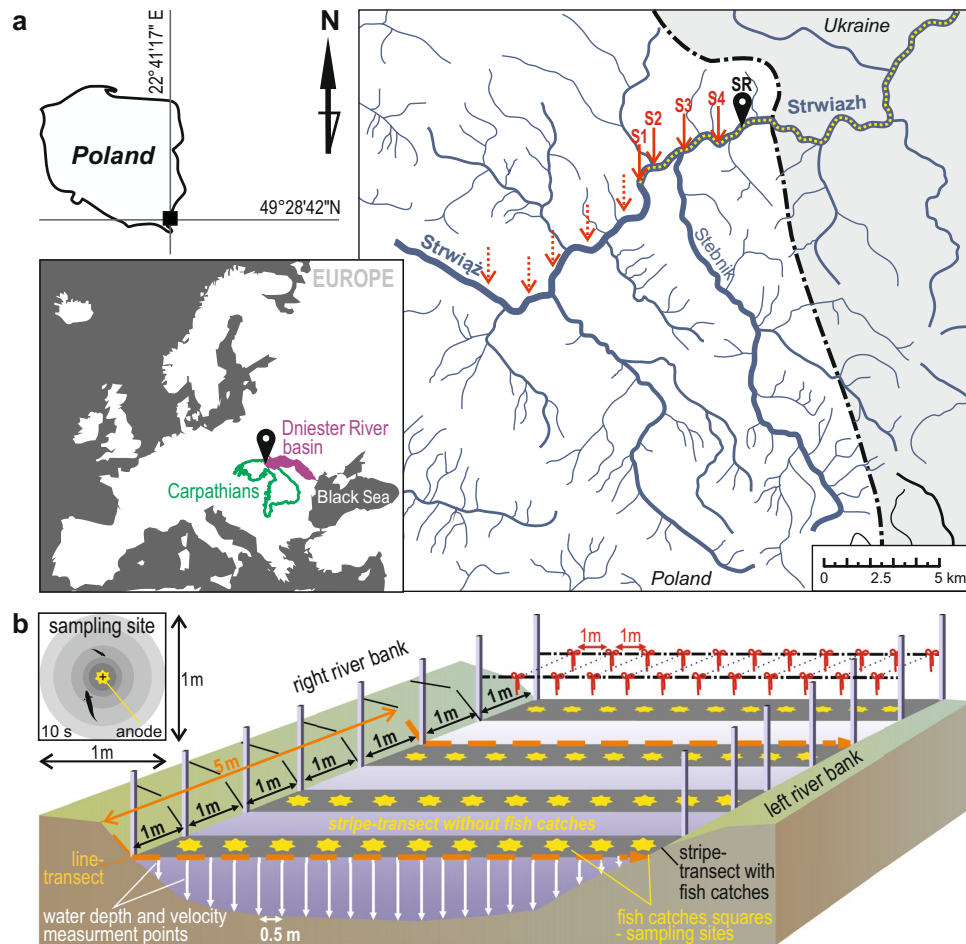 a
22°41'17" E
N
Poland
49°28'42"N
EUROPE
Dniester River
basin
Carpathians
Black Sea
Ukraine
SR
Strwiazh
S1
S2
S3
S4
Strwiąż
Stebnik
Poland
0 2.5 5 km
b
sampling site
10 s
anode
1m
1m
right river bank
1m
1m
5m
1m
1m
1m
1m
1m
1m
1m
left river bank
stripe-transect without fish catches
line-
transect
water depth and velocity
measurment points
0.5 m
stripe-
transect with
fish catches
fish catches squares
- sampling sites